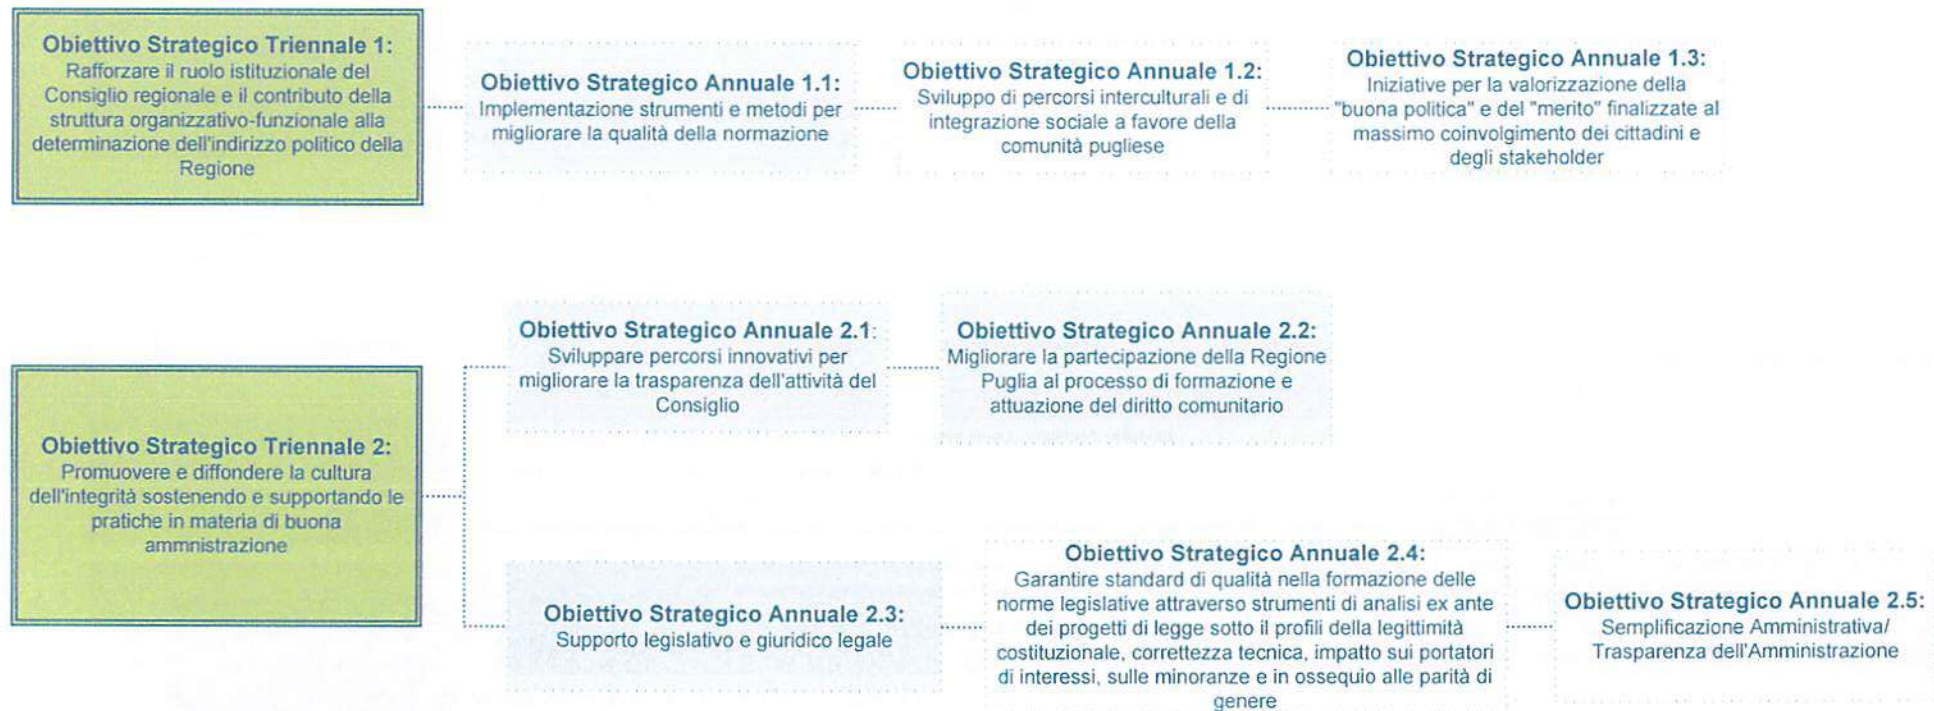 Obiettivo Strategico Triennale 1:
Rafforzare il ruolo istituzionale del
Consiglio regionale e il contributo della
struttura organizzativo-funzionale alla
determinazione dell'indirizzo politico della
Regione
Obiettivo Strategico Annuale 1.1:
Implementazione strumenti e metodi per
migliorare la qualità della normazione
Obiettivo Strategico Annuale 1.2:
Sviluppo di percorsi interculturali e di
integrazione sociale a favore della
comunità pugliese
Obiettivo Strategico Annuale 1.3:
Iniziative per la valorizzazione della
"buona politica" e del "merito" finalizzate al
massimo coinvolgimento dei cittadini e
degli stakeholder
Obiettivo Strategico Triennale 2:
Promuovere e diffondere la cultura
dell'integrità sostenendo e supportando le
pratiche in materia di buona
ammnistrazione
Obiettivo Strategico Annuale 2.1:
Sviluppare percorsi innovativi per
migliorare la trasparenza dell'attività del
Consiglio
Obiettivo Strategico Annuale 2.2:
Migliorare la partecipazione della Regione
Puglia al processo di formazione e
attuazione del diritto comunitario
Obiettivo Strategico Annuale 2.3:
Supporto legislativo e giuridico legale
Obiettivo Strategico Annuale 2.4:
Garantire standard di qualità nella formazione delle
norme legislative attraverso strumenti di analisi ex ante
dei progetti di legge sotto il profili della legittimità
costituzionale, correttezza tecnica, impatto sui portatori
di interessi, sulle minoranze e in ossequio alle parità di
genere
Obiettivo Strategico Annuale 2.5:
Semplificazione Amministrativa/
Trasparenza dell'Amministrazione